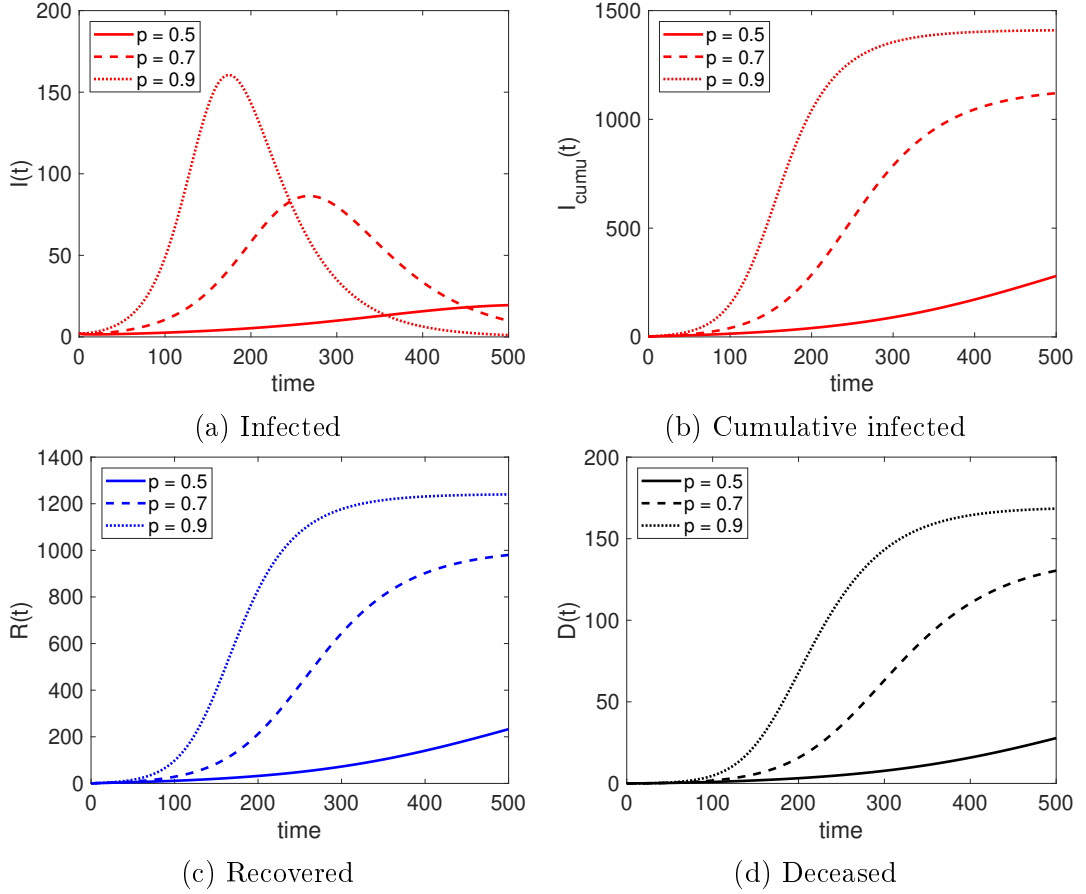 200
150
100
50
0
I(t)
p = 0.5
p = 0.7
p = 0.9
0 100 200 300 400 500
time
(a) Infected
1500
1000
500
0
I_cumu(t)
p = 0.5
p = 0.7
p = 0.9
0 100 200 300 400 500
time
(b) Cumulative infected
1400
1200
1000
800
600
400
200
0
R(t)
p = 0.5
p = 0.7
p = 0.9
0 100 200 300 400 500
time
(c) Recovered
200
150
100
50
0
D(t)
p = 0.5
p = 0.7
p = 0.9
0 100 200 300 400 500
time
(d) Deceased